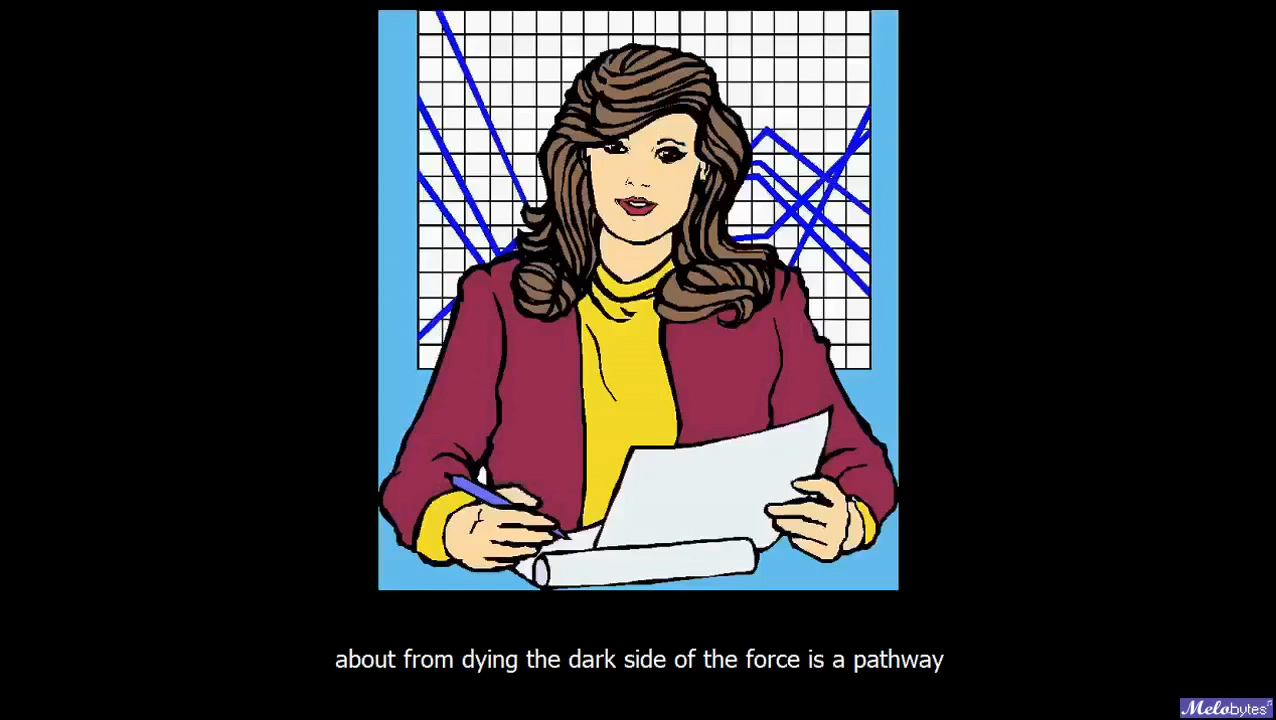 about from dying the dark side of the force is a pathway
Melobytes